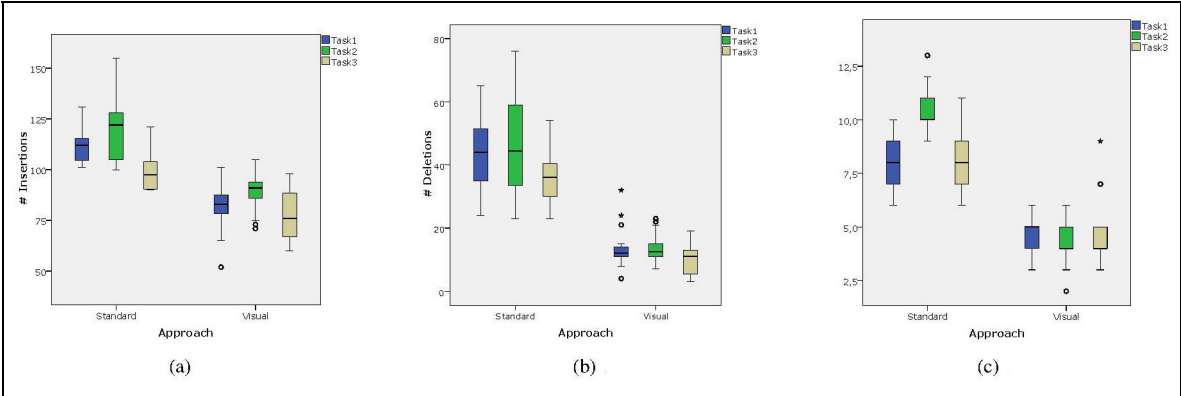 Task1
Task2
Task3
150
125
100
75
50
# Insertions
Standard
Visual
Approach
(a)
Task1
Task2
Task3
80
60
40
20
0
# Deletions
Standard
Visual
Approach
(b)
Task1
Task2
Task3
12,5
10,0
7,5
5,0
2,5
Standard
Visual
Approach
(c)